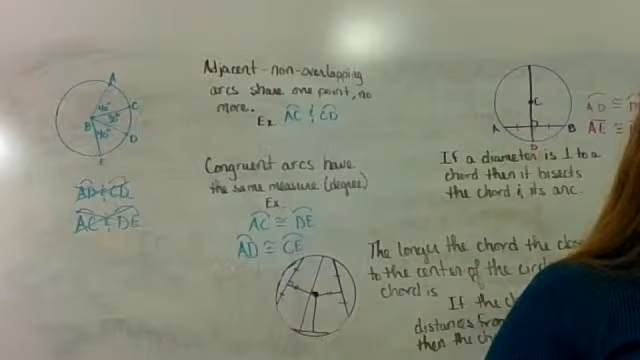 A
C
B
D
E
40°
30°
40°
AD & CD
AC & DE
Adjacent - non-overlapping
arcs share one point, no
more.
Ex. AC & CD
Congruent arcs have
the same measure (degree)
Ex.
AC ≅ DE
AD ≅ CE
C
A
B
D
AD ≅
AE ≅
If a diameter is ⊥ to a
chord then it bisects
the chord & its arc.
The longer the chord the
to the center of the
chord is
If the
distances from
then the